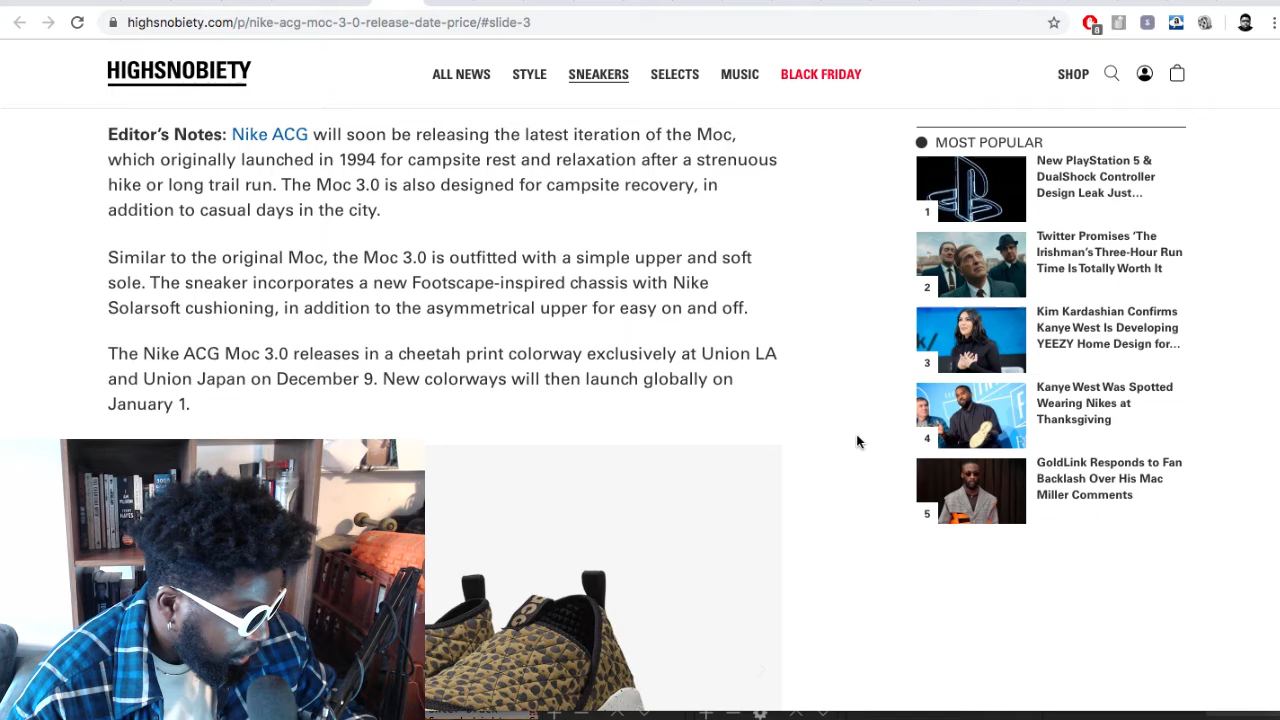 highsnobiety.com/p/nike-acg-moc-3-0-release-date-price/#slide-3
8
HIGHSNOBIETY
ALL NEWS STYLE SNEAKERS SELECTS MUSIC BLACK FRIDAY
SHOP
Editor’s Notes: Nike ACG will soon be releasing the latest iteration of the Moc,
which originally launched in 1994 for campsite rest and relaxation after a strenuous
hike or long trail run. The Moc 3.0 is also designed for campsite recovery, in
addition to casual days in the city.
Similar to the original Moc, the Moc 3.0 is outfitted with a simple upper and soft
sole. The sneaker incorporates a new Footscape-inspired chassis with Nike
Solarsoft cushioning, in addition to the asymmetrical upper for easy on and off.
The Nike ACG Moc 3.0 releases in a cheetah print colorway exclusively at Union LA
and Union Japan on December 9. New colorways will then launch globally on
January 1.
MOST POPULAR
1
New PlayStation 5 &
DualShock Controller
Design Leak Just...
2
Twitter Promises ‘The
Irishman’s Three-Hour Run
Time Is Totally Worth It
3
Kim Kardashian Confirms
Kanye West Is Developing
YEEZY Home Design for...
4
Kanye West Was Spotted
Wearing Nikes at
Thanksgiving
5
GoldLink Responds to Fan
Backlash Over His Mac
Miller Comments